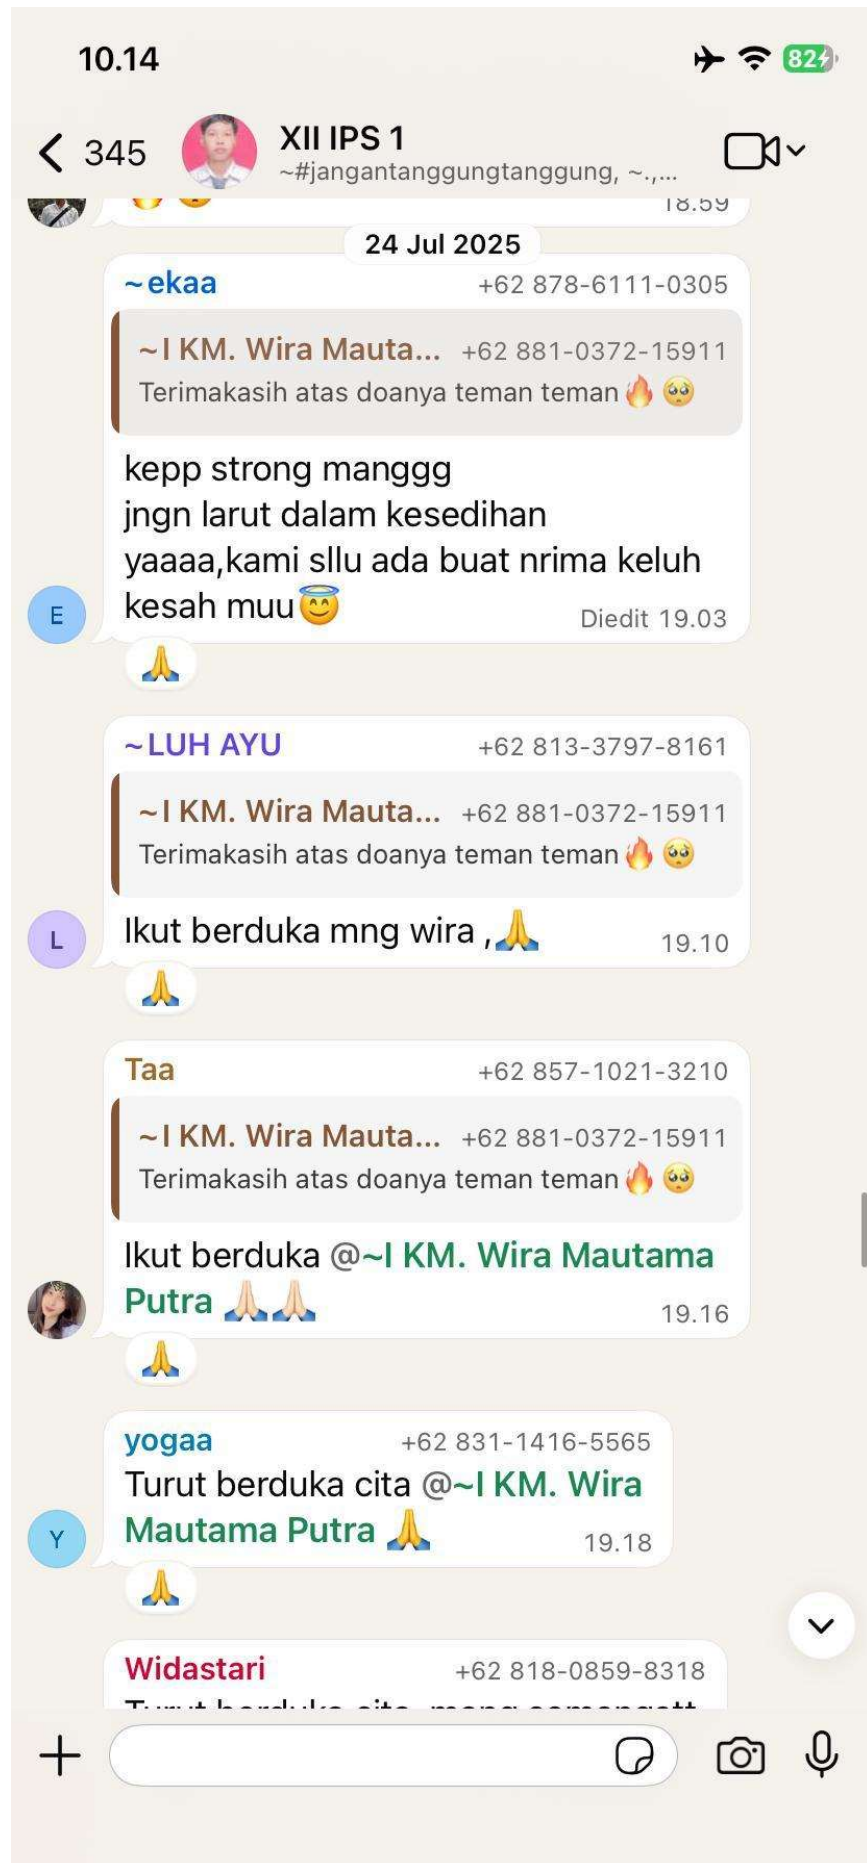 10.14
82
345
XII IPS 1
~#jangantanggungtanggung, ~.,...
18.59
24 Jul 2025
~ekaa +62 878-6111-0305
~I KM. Wira Mauta... +62 881-0372-15911
Terimakasih atas doanya teman teman🔥 🥺
kepp strong manggg
jngn larut dalam kesedihan
yaaaa,kami sllu ada buat nrima keluh
kesah muu😇
Diedit 19.03
E
🙏
~LUH AYU +62 813-3797-8161
~I KM. Wira Mauta... +62 881-0372-15911
Terimakasih atas doanya teman teman🔥 🥺
Ikut berduka mng wira ,🙏 19.10
L
🙏
Taa +62 857-1021-3210
~I KM. Wira Mauta... +62 881-0372-15911
Terimakasih atas doanya teman teman🔥 🥺
Ikut berduka @~I KM. Wira Mautama
Putra 🙏🏻🙏🏻 19.16
🙏
yogaa +62 831-1416-5565
Turut berduka cita @~I KM. Wira
Mautama Putra 🙏 19.18
Y
🙏
Widastari +62 818-0859-8318
Turut berduka cita